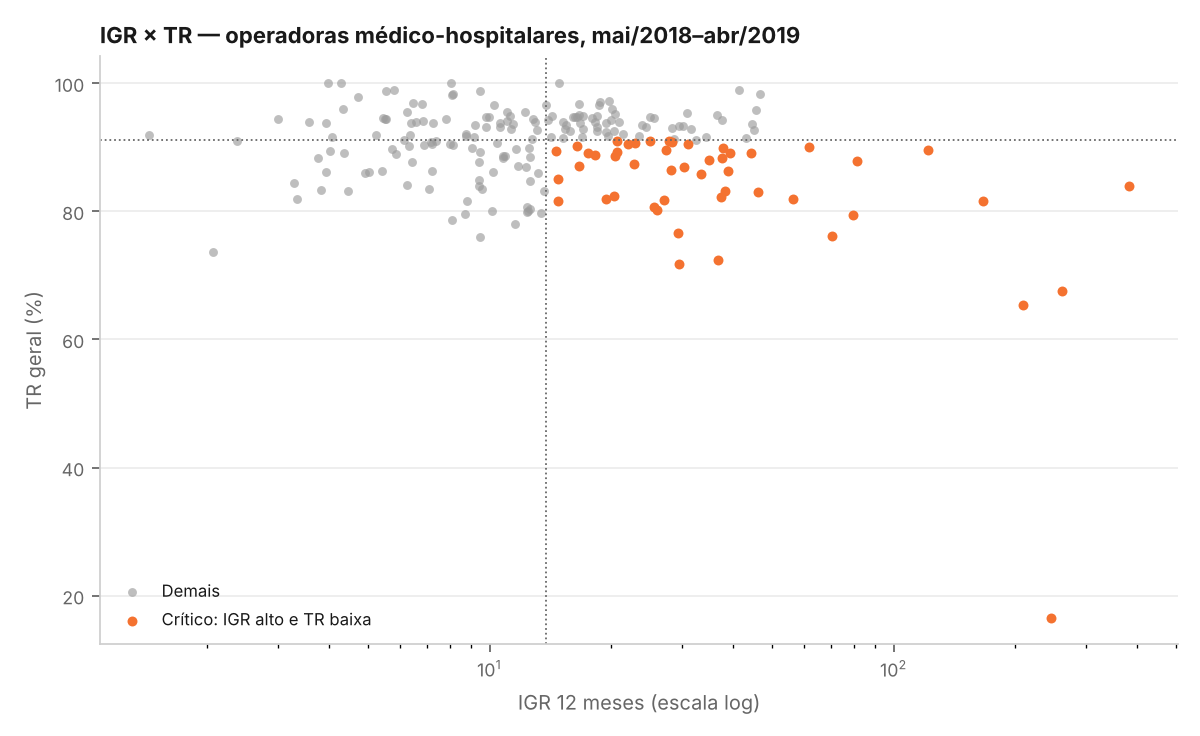 IGR × TR — operadoras médico-hospitalares, mai/2018–abr/2019
100
80
60
40
20
TR geral (%)
Demais
Crítico: IGR alto e TR baixa
10¹
10²
IGR 12 meses (escala log)